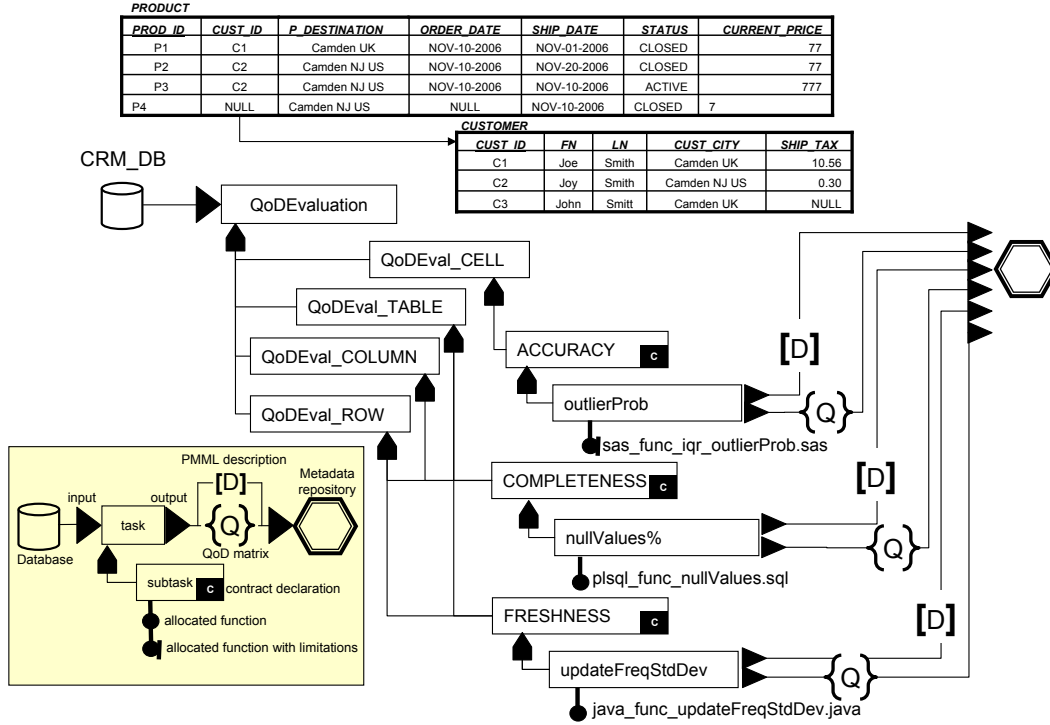 PRODUCT
PROD_ID CUST_ID P_DESTINATION ORDER_DATE SHIP_DATE STATUS CURRENT_PRICE
P1 C1 Camden UK NOV-10-2006 NOV-01-2006 CLOSED 77
P2 C2 Camden NJ US NOV-10-2006 NOV-20-2006 CLOSED 77
P3 C2 Camden NJ US NOV-10-2006 NOV-10-2006 ACTIVE 777
P4 NULL Camden NJ US NULL NOV-10-2006 CLOSED 7
CUSTOMER
CUST_ID FN LN CUST_CITY SHIP_TAX
C1 Joe Smith Camden UK 10.56
C2 Joy Smith Camden NJ US 0.30
C3 John Smitt Camden UK NULL
CRM_DB
QoDEvaluation
QoDEval_CELL
QoDEval_TABLE
QoDEval_COLUMN
QoDEval_ROW
ACCURACY C
[D]
outlierProb
{Q}
sas_func_iqr_outlierProb.sas
COMPLETENESS C
[D]
nullValues%
{Q}
plsql_func_nullValues.sql
FRESHNESS C
[D]
updateFreqStdDev
{Q}
java_func_updateFreqStdDev.java
PMML description
Metadata
repository
input
output
[D]
task
{Q}
Database
QoD matrix
subtask C contract declaration
allocated function
allocated function with limitations